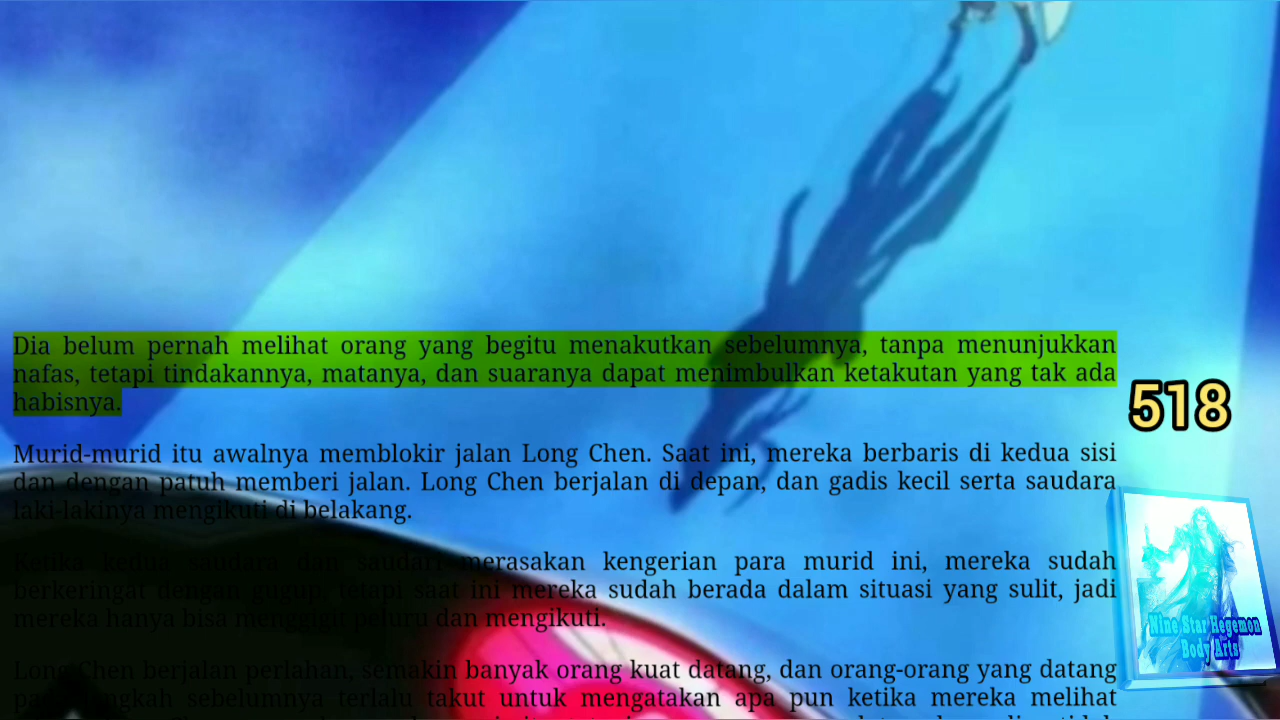 Dia belum pernah melihat orang yang begitu menakutkan sebelumnya, tanpa menunjukkan
nafas, tetapi tindakannya, matanya, dan suaranya dapat menimbulkan ketakutan yang tak ada
habisnya.
518
Murid-murid itu awalnya memblokir jalan Long Chen. Saat ini, mereka berbaris di kedua sisi
dan dengan patuh memberi jalan. Long Chen berjalan di depan, dan gadis kecil serta saudara
laki-lakinya mengikuti di belakang.
Ketika kedua saudara dan saudari merasakan kengerian para murid ini, mereka sudah
berkeringat dengan gugup, tetapi saat ini mereka sudah berada dalam situasi yang sulit, jadi
mereka hanya bisa menggigit peluru dan mengikuti.
Nine Star Hegemon
Body Arts
Long Chen berjalan perlahan, semakin banyak orang kuat datang, dan orang-orang yang datang
sebelumnya terlalu takut untuk mengatakan apa pun ketika mereka melihat